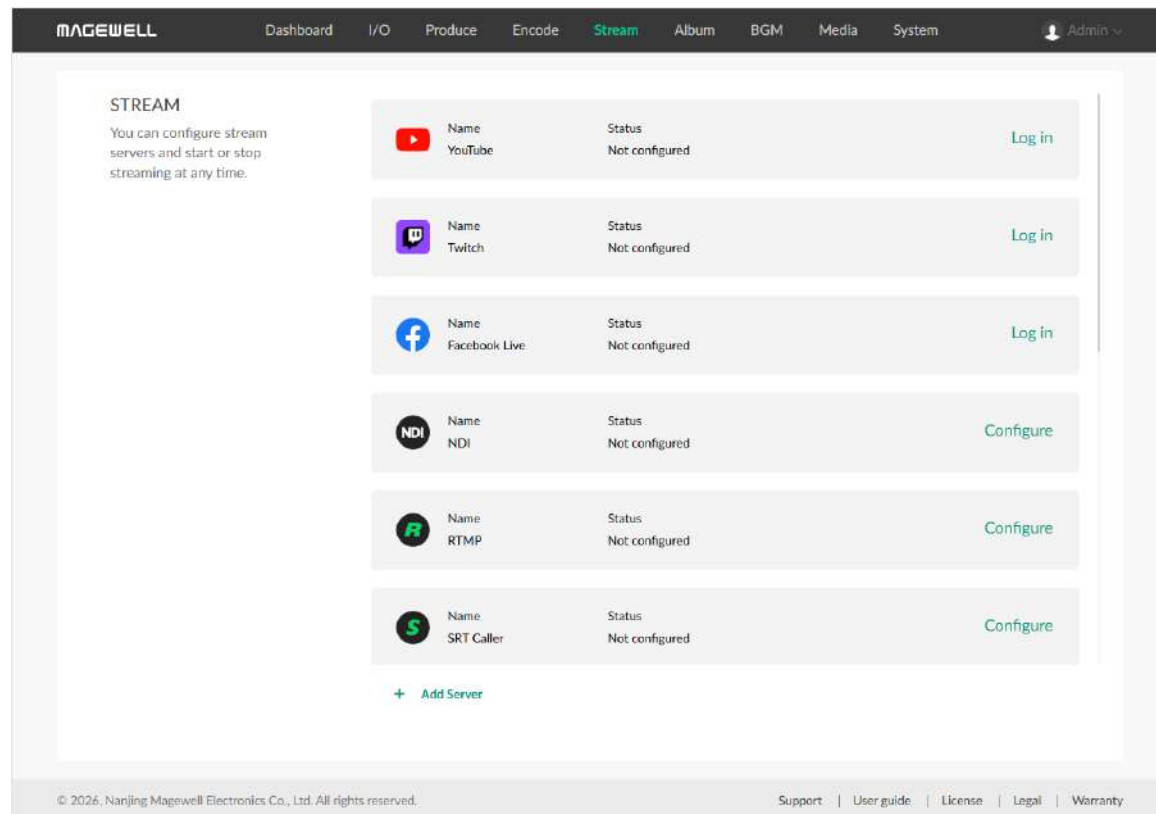 MAGEWELL Dashboard I/O Produce Encode Stream Album BGM Media System Admin
STREAM
You can configure stream
servers and start or stop
streaming at any time.
Name Status
YouTube Not configured
Log in
Name Status
Twitch Not configured
Log in
Name Status
Facebook Live Not configured
Log in
NDI
Name Status
NDI Not configured
Configure
R
Name Status
RTMP Not configured
Configure
S
Name Status
SRT Caller Not configured
Configure
+ Add Server
© 2026, Nanjing Magewell Electronics Co., Ltd. All rights reserved. Support | User guide | License | Legal | Warranty